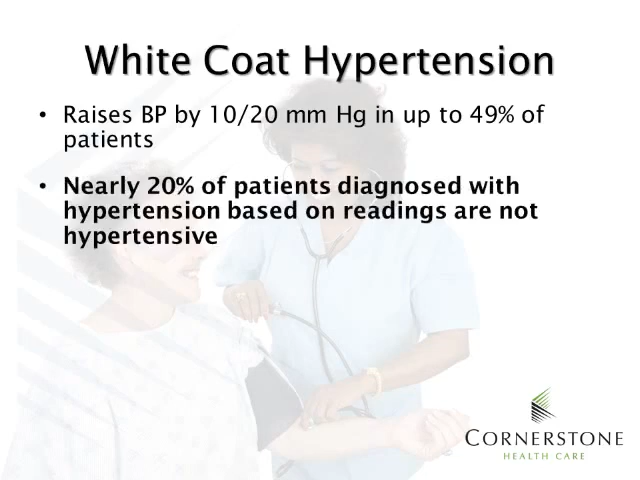 White Coat Hypertension
• Raises BP by 10/20 mm Hg in up to 49% of
patients
• Nearly 20% of patients diagnosed with
hypertension based on readings are not
hypertensive
CORNERSTONE
HEALTH CARE